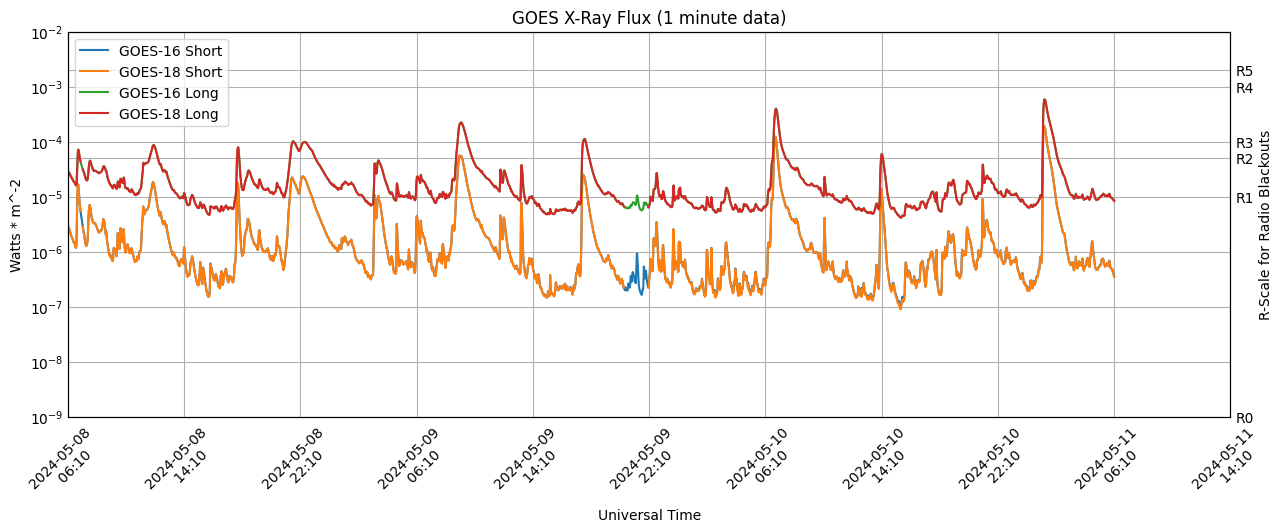 GOES X-Ray Flux (1 minute data)
GOES-16 Short
GOES-18 Short
GOES-16 Long
GOES-18 Long
Watts * m^-2
10^-2
10^-3
10^-4
10^-5
10^-6
10^-7
10^-8
10^-9
R5
R4
R3
R2
R1
R0
R-Scale for Radio Blackouts
2024-05-08
06:10
2024-05-08
14:10
2024-05-08
22:10
2024-05-09
06:10
2024-05-09
14:10
2024-05-09
22:10
2024-05-10
06:10
2024-05-10
14:10
2024-05-10
22:10
2024-05-11
06:10
2024-05-11
14:10
Universal Time